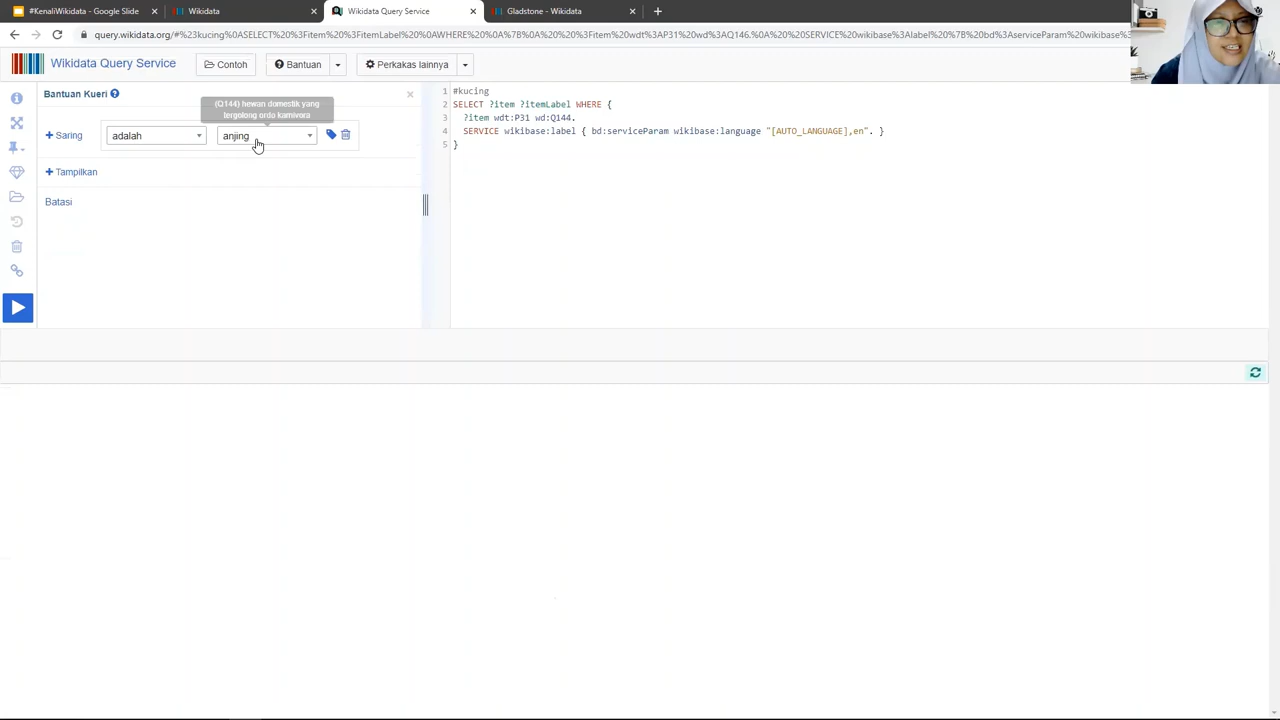 #KenaliWikidata - Google Slide
Wikidata
Wikidata Query Service
Gladstone - Wikidata
query.wikidata.org/#%23kucing%0ASELECT%20%3Fitem%20%3FitemLabel%20%0AWHERE%20%0A%7B%0A%20%20%3Fitem%20wdt%3AP31%20wd%3AQ146.%0A%20%20SERVICE%20wikibase%3Alabel%20%7B%20bd%3AserviceParam%20wikibase%
Wikidata Query Service
Contoh
Bantuan
Perkakas lainnya
Bantuan Kueri
(Q144) hewan domestik yang
tergolong ordo karnivora
+ Saring
adalah
anjing
+ Tampilkan
Batasi
1 #kucing
2 SELECT ?item ?itemLabel WHERE {
3 ?item wdt:P31 wd:Q144.
4 SERVICE wikibase:label { bd:serviceParam wikibase:language "[AUTO_LANGUAGE],en". }
5 }